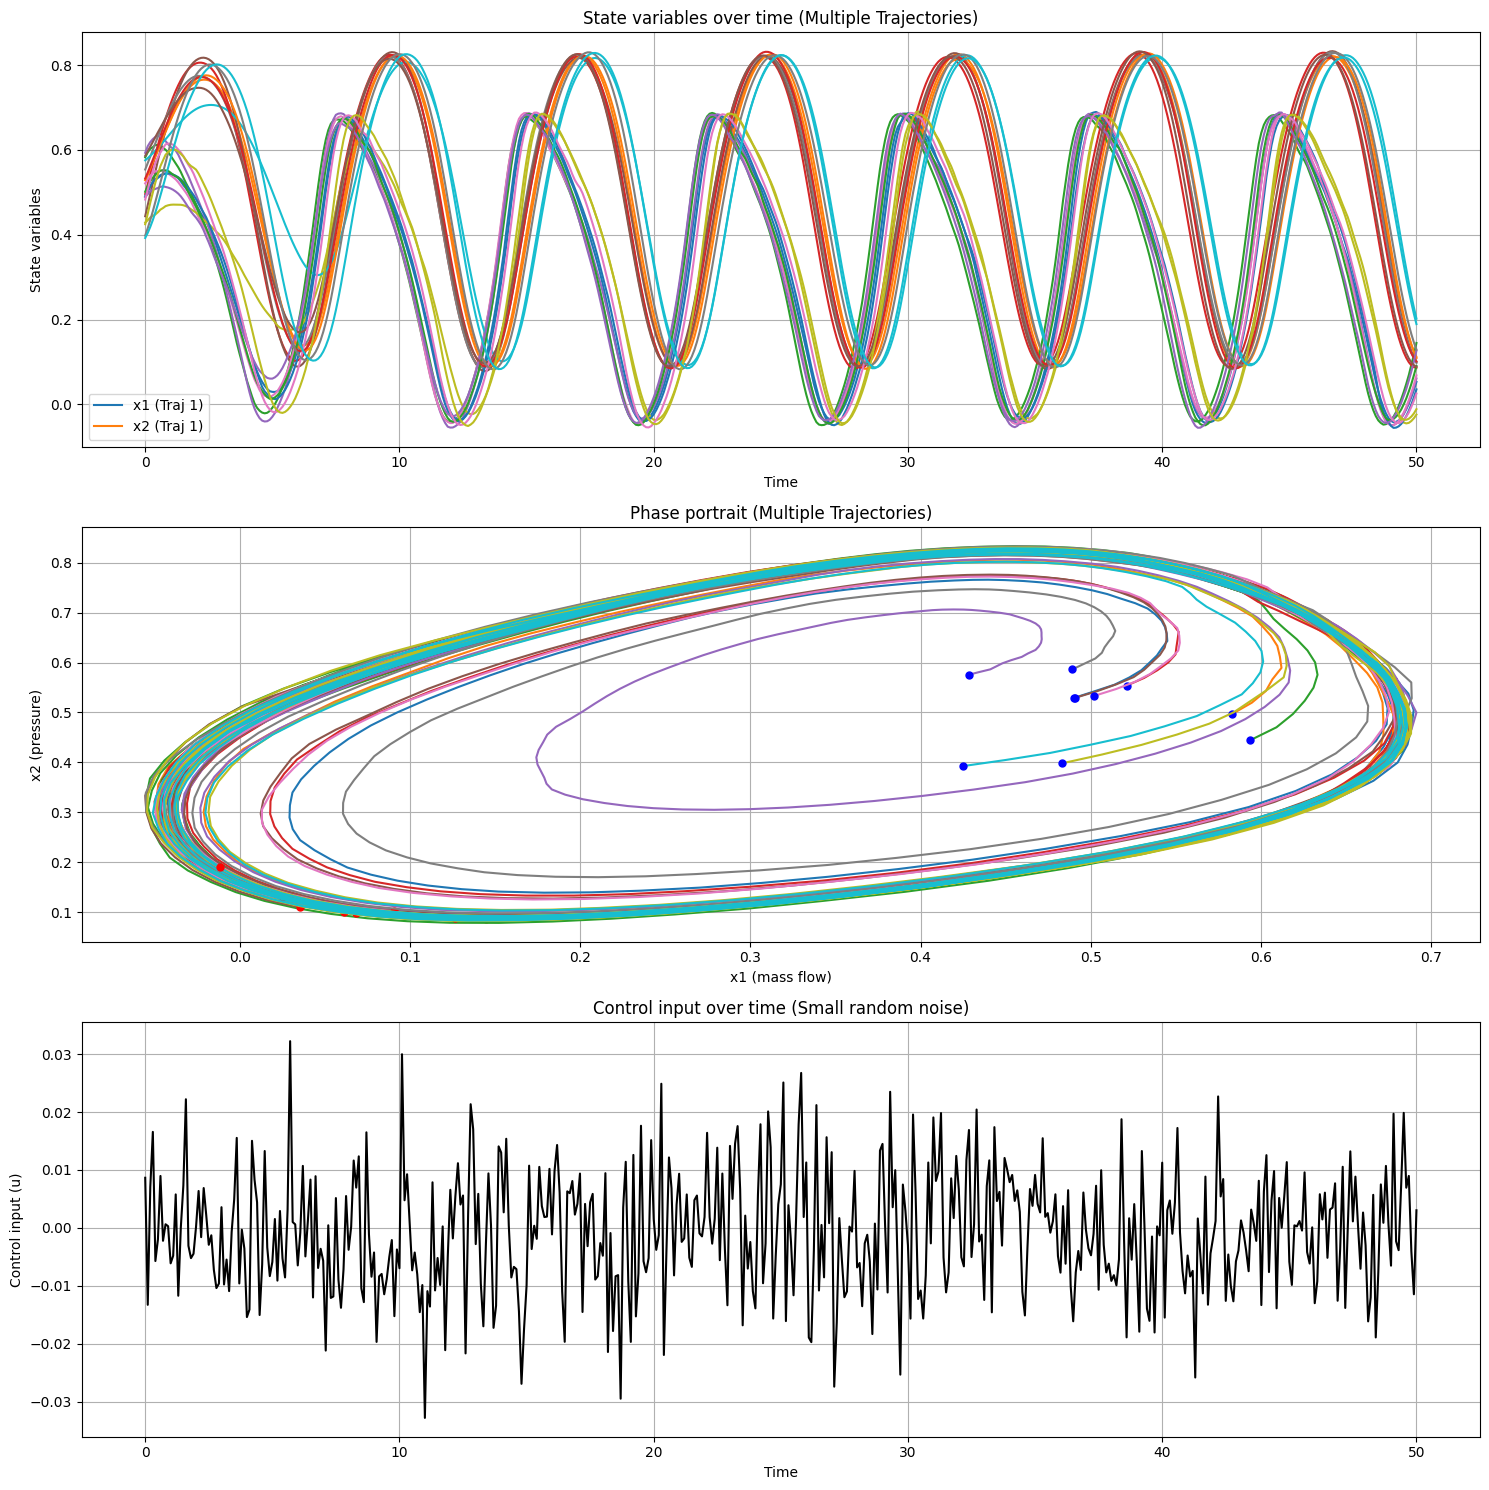 State variables over time (Multiple Trajectories)
State variables
0.8
0.6
0.4
0.2
0.0
x1 (Traj 1)
x2 (Traj 1)
0 10 20 30 40 50
Time
Phase portrait (Multiple Trajectories)
x2 (pressure)
0.8
0.7
0.6
0.5
0.4
0.3
0.2
0.1
0.0 0.1 0.2 0.3 0.4 0.5 0.6 0.7
x1 (mass flow)
Control input over time (Small random noise)
Control input (u)
0.03
0.02
0.01
0.00
−0.01
−0.02
−0.03
0 10 20 30 40 50
Time